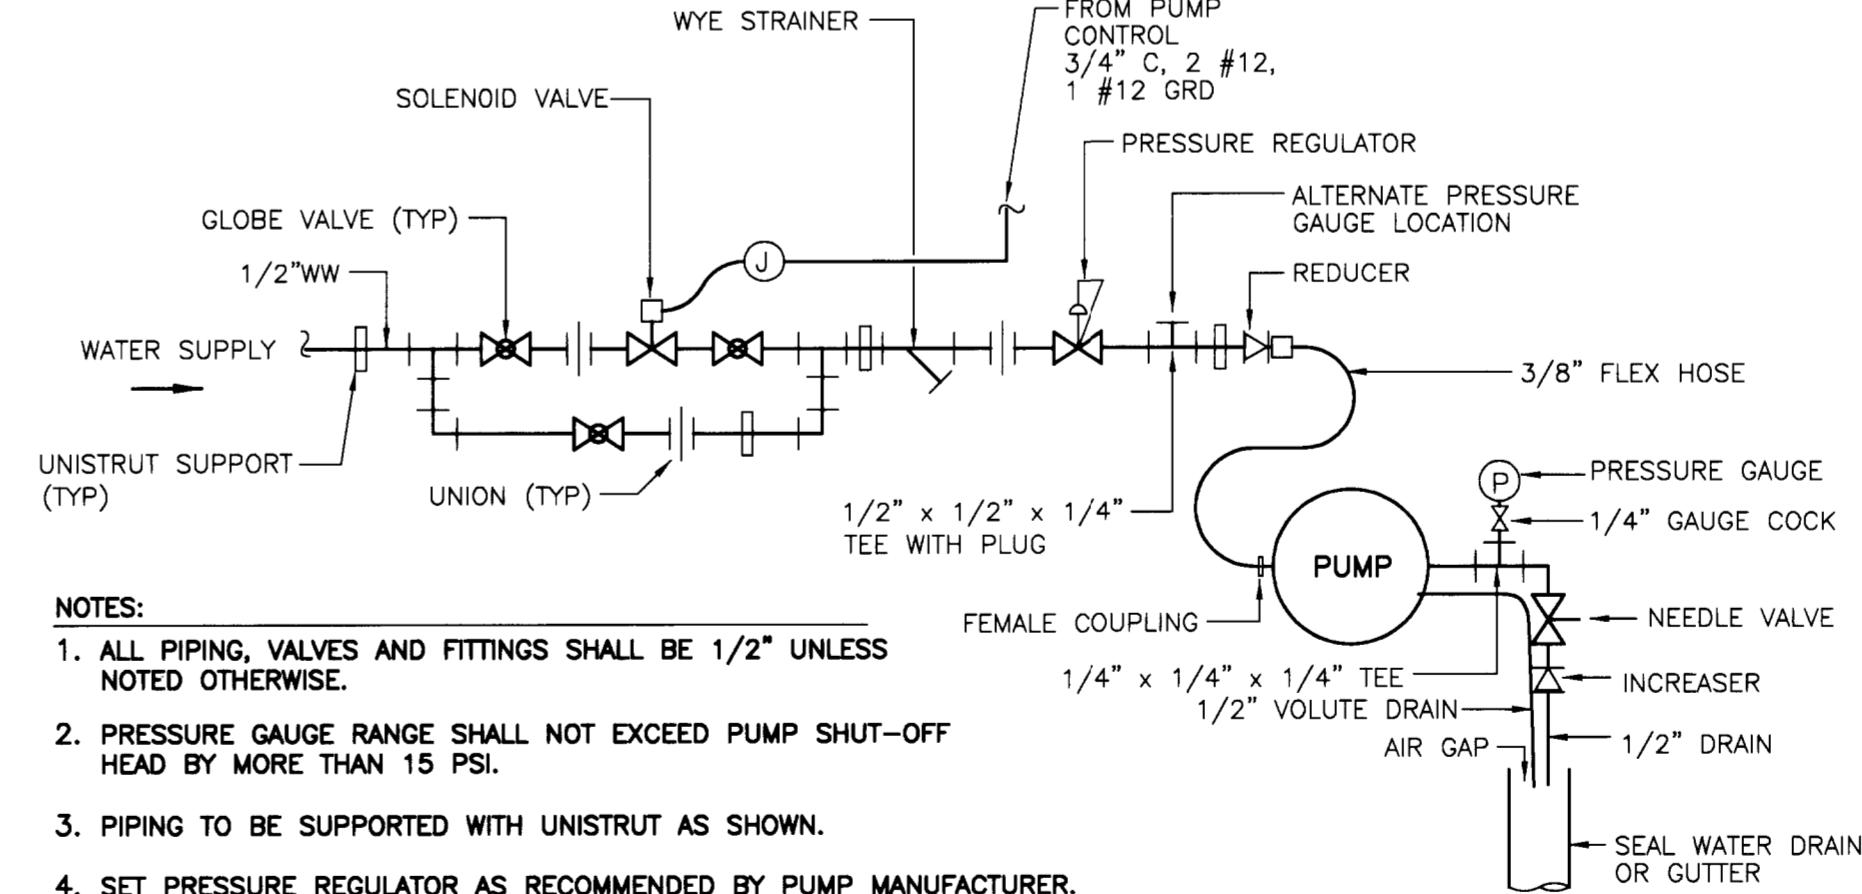 WYE STRAINER
FROM PUMP
CONTROL
3/4" C, 2 #12,
1 #12 GRD
SOLENOID VALVE
PRESSURE REGULATOR
ALTERNATE PRESSURE
GAUGE LOCATION
GLOBE VALVE (TYP)
J
1/2"WW
REDUCER
WATER SUPPLY
3/8" FLEX HOSE
UNISTRUT SUPPORT
(TYP)
UNION (TYP)
1/2" x 1/2" x 1/4"
TEE WITH PLUG
P
PRESSURE GAUGE
1/4" GAUGE COCK
PUMP
FEMALE COUPLING
NEEDLE VALVE
1/4" x 1/4" x 1/4" TEE
INCREASER
1/2" VOLUTE DRAIN
AIR GAP
1/2" DRAIN
SEAL WATER DRAIN
OR GUTTER
NOTES:
1. ALL PIPING, VALVES AND FITTINGS SHALL BE 1/2" UNLESS
NOTED OTHERWISE.
2. PRESSURE GAUGE RANGE SHALL NOT EXCEED PUMP SHUT-OFF
HEAD BY MORE THAN 15 PSI.
3. PIPING TO BE SUPPORTED WITH UNISTRUT AS SHOWN.
4. SET PRESSURE REGULATOR AS RECOMMENDED BY PUMP MANUFACTURER.